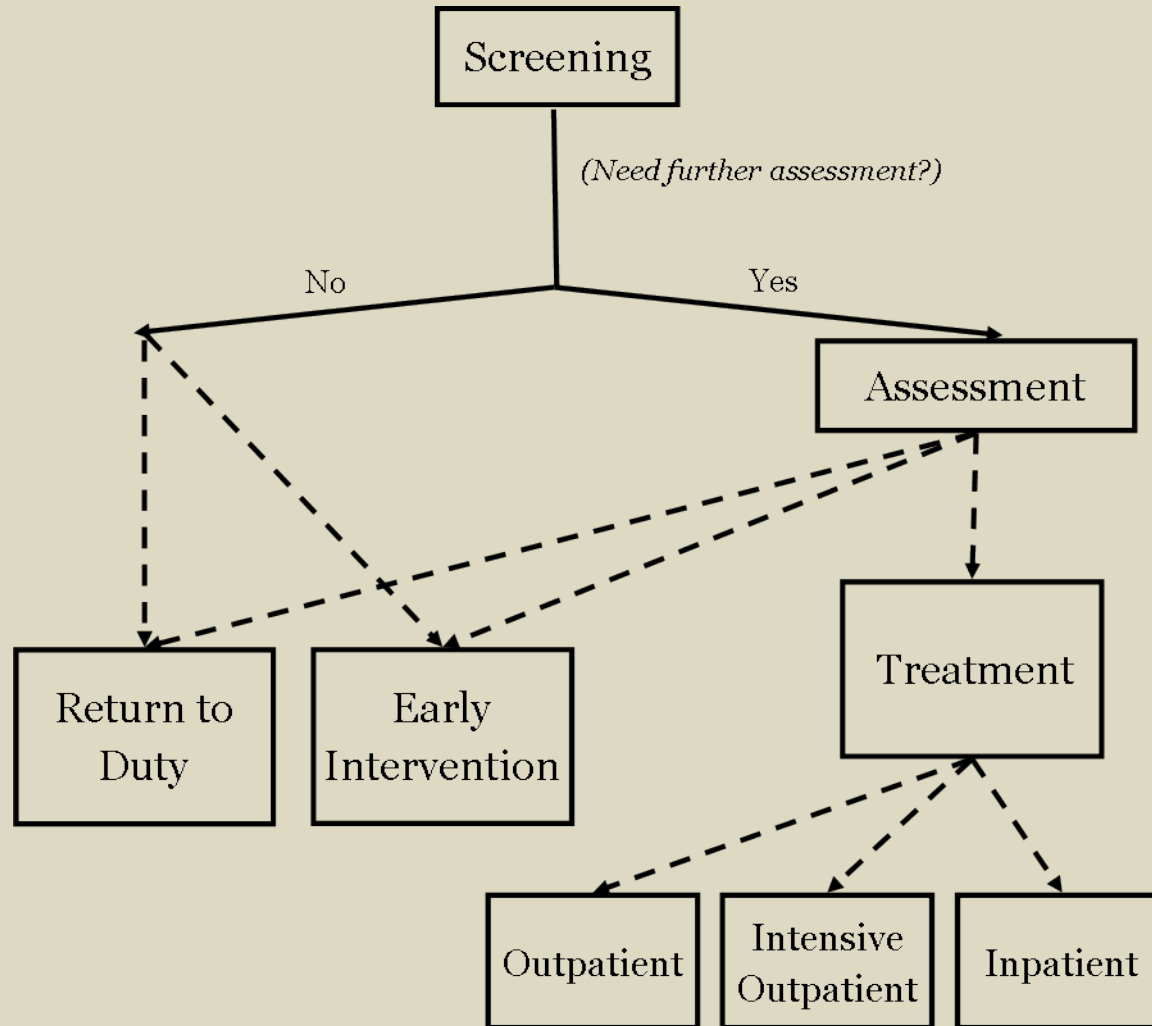 Screening
(Need further assessment?)
No
Yes
Assessment
Return to
Duty
Early
Intervention
Treatment
Outpatient
Intensive
Outpatient
Inpatient